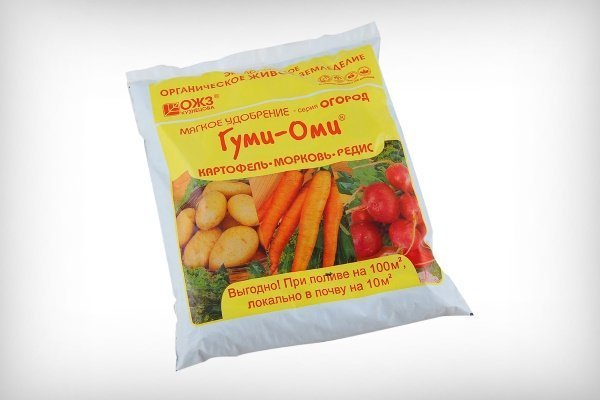 ОРГАНИЧЕСКОЕ ЖИВОЕ ЗЕМЛЕДЕЛИЕ
ОЖЗ®
КУЗНЕЦОВА
МЯГКОЕ УДОБРЕНИЕ - серия ОГОРОД
Гуми-Оми®
КАРТОФЕЛЬ•МОРКОВЬ•РЕДИС
Выгодно! При поливе на 100м²,
локально в почву на 10м²